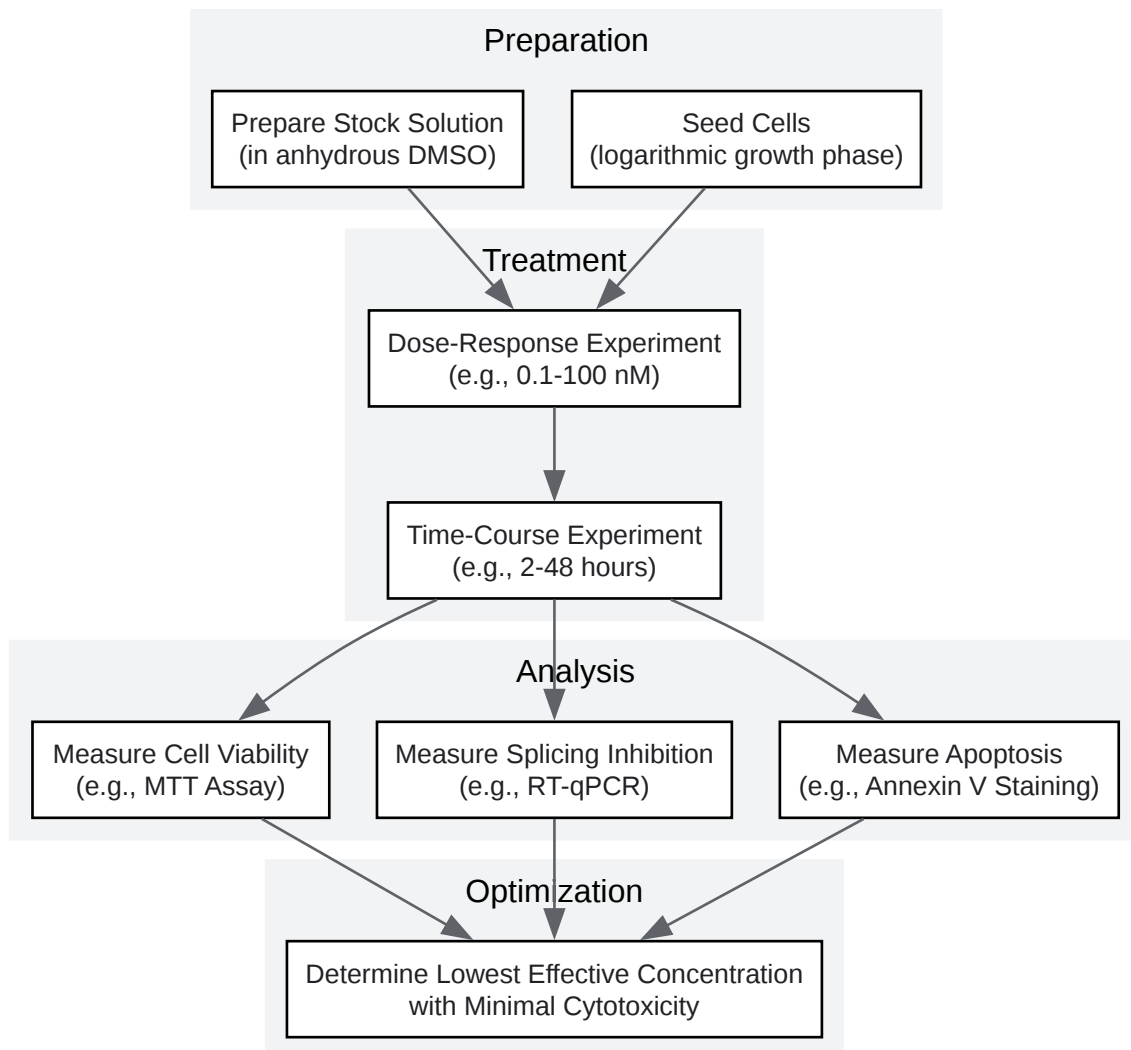 Preparation
Prepare Stock Solution
(in anhydrous DMSO)
Seed Cells
(logarithmic growth phase)
Treatment
Dose-Response Experiment
(e.g., 0.1-100 nM)
Time-Course Experiment
(e.g., 2-48 hours)
Analysis
Measure Cell Viability
(e.g., MTT Assay)
Measure Splicing Inhibition
(e.g., RT-qPCR)
Measure Apoptosis
(e.g., Annexin V Staining)
Optimization
Determine Lowest Effective Concentration
with Minimal Cytotoxicity